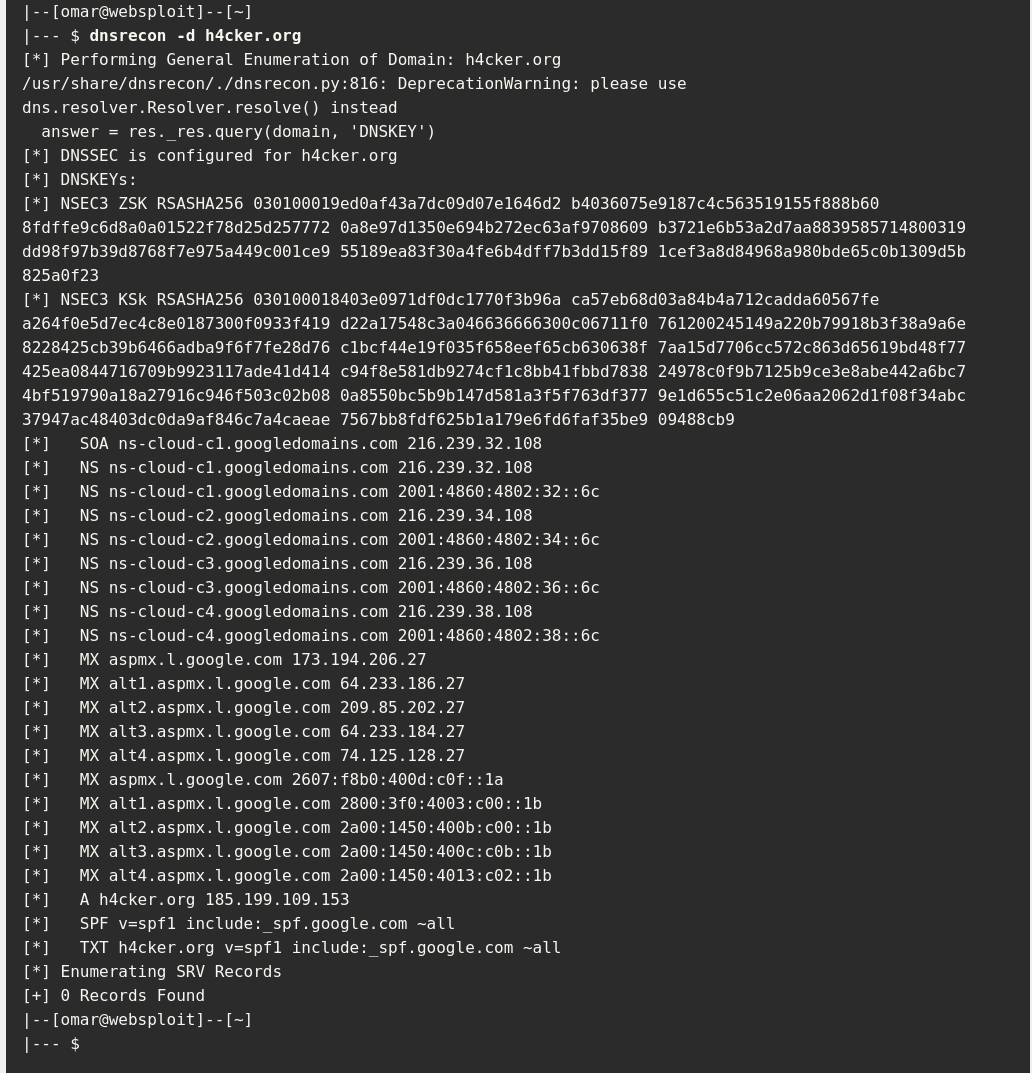 |--[omar@websploit]--[~]
|--- $ dnsrecon -d h4cker.org
[*] Performing General Enumeration of Domain: h4cker.org
/usr/share/dnsrecon/./dnsrecon.py:816: DeprecationWarning: please use
dns.resolver.Resolver.resolve() instead
  answer = res._res.query(domain, 'DNSKEY')
[*] DNSSEC is configured for h4cker.org
[*] DNSKEYs:
[*] NSEC3 ZSK RSASHA256 030100019ed0af43a7dc09d07e1646d2 b4036075e9187c4c563519155f888b60
8fdffe9c6d8a0a01522f78d25d257772 0a8e97d1350e694b272ec63af9708609 b3721e6b53a2d7aa8839585714800319
dd98f97b39d8768f7e975a449c001ce9 55189ea83f30a4fe6b4dff7b3dd15f89 1cef3a8d84968a980bde65c0b1309d5b
825a0f23
[*] NSEC3 KSk RSASHA256 030100018403e0971df0dc1770f3b96a ca57eb68d03a84b4a712cadda60567fe
a264f0e5d7ec4c8e0187300f0933f419 d22a17548c3a046636666300c06711f0 761200245149a220b79918b3f38a9a6e
8228425cb39b6466adba9f6f7fe28d76 c1bcf44e19f035f658eef65cb630638f 7aa15d7706cc572c863d65619bd48f77
425ea0844716709b9923117ade41d414 c94f8e581db9274cf1c8bb41fbbd7838 24978c0f9b7125b9ce3e8abe442a6bc7
4bf519790a18a27916c946f503c02b08 0a8550bc5b9b147d581a3f5f763df377 9e1d655c51c2e06aa2062d1f08f34abc
37947ac48403dc0da9af846c7a4caeae 7567bb8fdf625b1a179e6fd6faf35be9 09488cb9
[*]   SOA ns-cloud-c1.googledomains.com 216.239.32.108
[*]   NS ns-cloud-c1.googledomains.com 216.239.32.108
[*]   NS ns-cloud-c1.googledomains.com 2001:4860:4802:32::6c
[*]   NS ns-cloud-c2.googledomains.com 216.239.34.108
[*]   NS ns-cloud-c2.googledomains.com 2001:4860:4802:34::6c
[*]   NS ns-cloud-c3.googledomains.com 216.239.36.108
[*]   NS ns-cloud-c3.googledomains.com 2001:4860:4802:36::6c
[*]   NS ns-cloud-c4.googledomains.com 216.239.38.108
[*]   NS ns-cloud-c4.googledomains.com 2001:4860:4802:38::6c
[*]   MX aspmx.l.google.com 173.194.206.27
[*]   MX alt1.aspmx.l.google.com 64.233.186.27
[*]   MX alt2.aspmx.l.google.com 209.85.202.27
[*]   MX alt3.aspmx.l.google.com 64.233.184.27
[*]   MX alt4.aspmx.l.google.com 74.125.128.27
[*]   MX aspmx.l.google.com 2607:f8b0:400d:c0f::1a
[*]   MX alt1.aspmx.l.google.com 2800:3f0:4003:c00::1b
[*]   MX alt2.aspmx.l.google.com 2a00:1450:400b:c00::1b
[*]   MX alt3.aspmx.l.google.com 2a00:1450:400c:c0b::1b
[*]   MX alt4.aspmx.l.google.com 2a00:1450:4013:c02::1b
[*]   A h4cker.org 185.199.109.153
[*]   SPF v=spf1 include:_spf.google.com ~all
[*]   TXT h4cker.org v=spf1 include:_spf.google.com ~all
[*] Enumerating SRV Records
[+] 0 Records Found
|--[omar@websploit]--[~]
|--- $